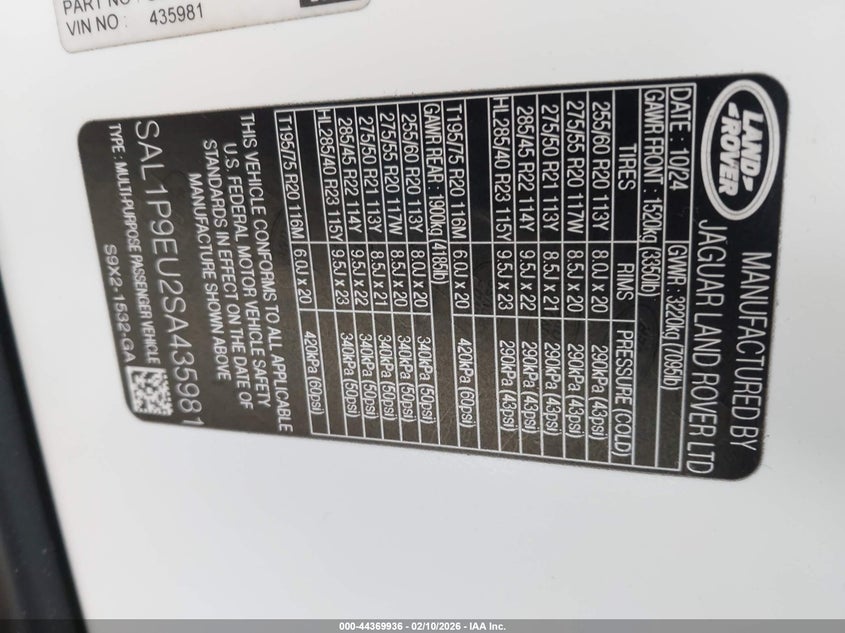 PART NO
VIN NO : 435981
LAND-
-ROVER
MANUFACTURED BY
JAGUAR LAND ROVER LTD
DATE : 10/24 GVWR : 3220kg (7095lb)
GAWR FRONT : 1520kg (3350lb)
TIRES RIMS PRESSURE (COLD)
255/60 R20 113Y 8.0J x 20 290kPa (43psi)
275/55 R20 117W 8.5J x 20 290kPa (43psi)
275/50 R21 113Y 8.5J x 21 290kPa (43psi)
285/45 R22 114Y 9.5J x 22 290kPa (43psi)
HL285/40 R23 115Y 9.5J x 23 290kPa (43psi)
T195/75 R20 116M 6.0J x 20 420kPa (60psi)
GAWR REAR : 1900kg (4185lb)
255/60 R20 113Y 8.0J x 20 340kPa (50psi)
275/55 R20 117W 8.5J x 20 340kPa (50psi)
275/50 R21 113Y 8.5J x 21 340kPa (50psi)
285/45 R22 114Y 9.5J x 22 340kPa (50psi)
HL285/40 R23 115Y 9.5J x 23 340kPa (50psi)
T195/75 R20 116M 6.0J x 20 420kPa (60psi)
THIS VEHICLE CONFORMS TO ALL APPLICABLE
U.S. FEDERAL MOTOR VEHICLE SAFETY
STANDARDS IN EFFECT ON THE DATE OF
MANUFACTURE SHOWN ABOVE
SAL1P9EU2SA435981
TYPE : MULTI-PURPOSE PASSENGER VEHICLE
S9X2-1532-GA
000-44369936 - 02/10/2026 - IAA Inc.